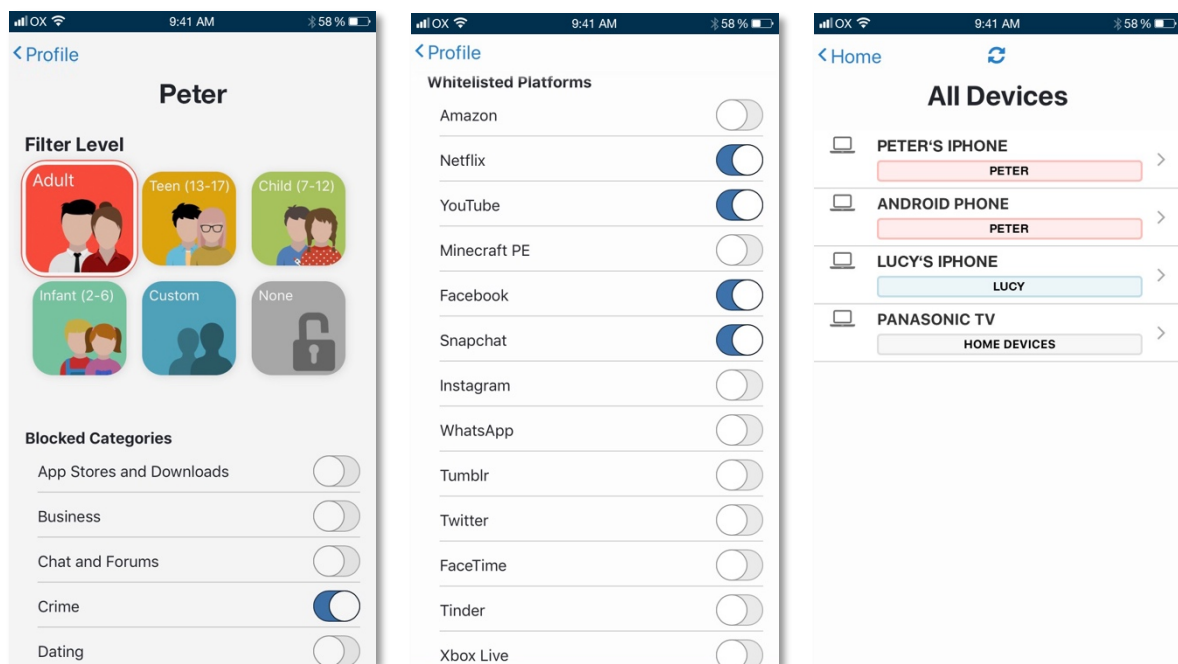 OX 9:41 AM 58 %
Profile
Peter
Filter Level
Adult
Teen (13-17)
Child (7-12)
Infant (2-6)
Custom
None
Blocked Categories
App Stores and Downloads
Business
Chat and Forums
Crime
Dating
OX 9:41 AM 58 %
Profile
Whitelisted Platforms
Amazon
Netflix
YouTube
Minecraft PE
Facebook
Snapchat
Instagram
WhatsApp
Tumblr
Twitter
FaceTime
Tinder
Xbox Live
OX 9:41 AM 58 %
Home
All Devices
PETER‘S IPHONE
PETER
ANDROID PHONE
PETER
LUCY‘S IPHONE
LUCY
PANASONIC TV
HOME DEVICES